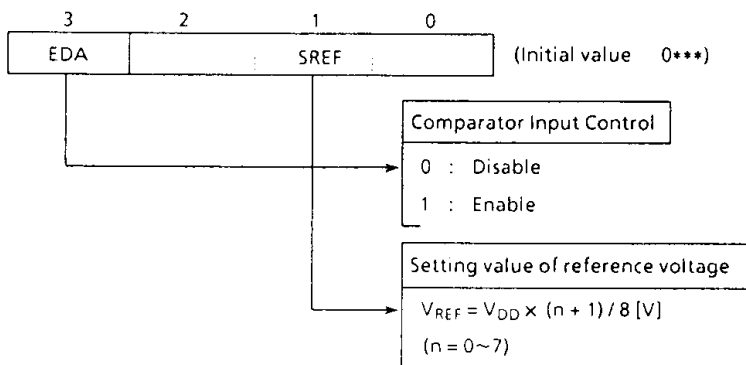 3 2 1 0
EDA SREF (Initial value 0***)
Comparator Input Control
0 : Disable
1 : Enable
Setting value of reference voltage
VREF = VDD × (n + 1) / 8 [V]
(n = 0~7)